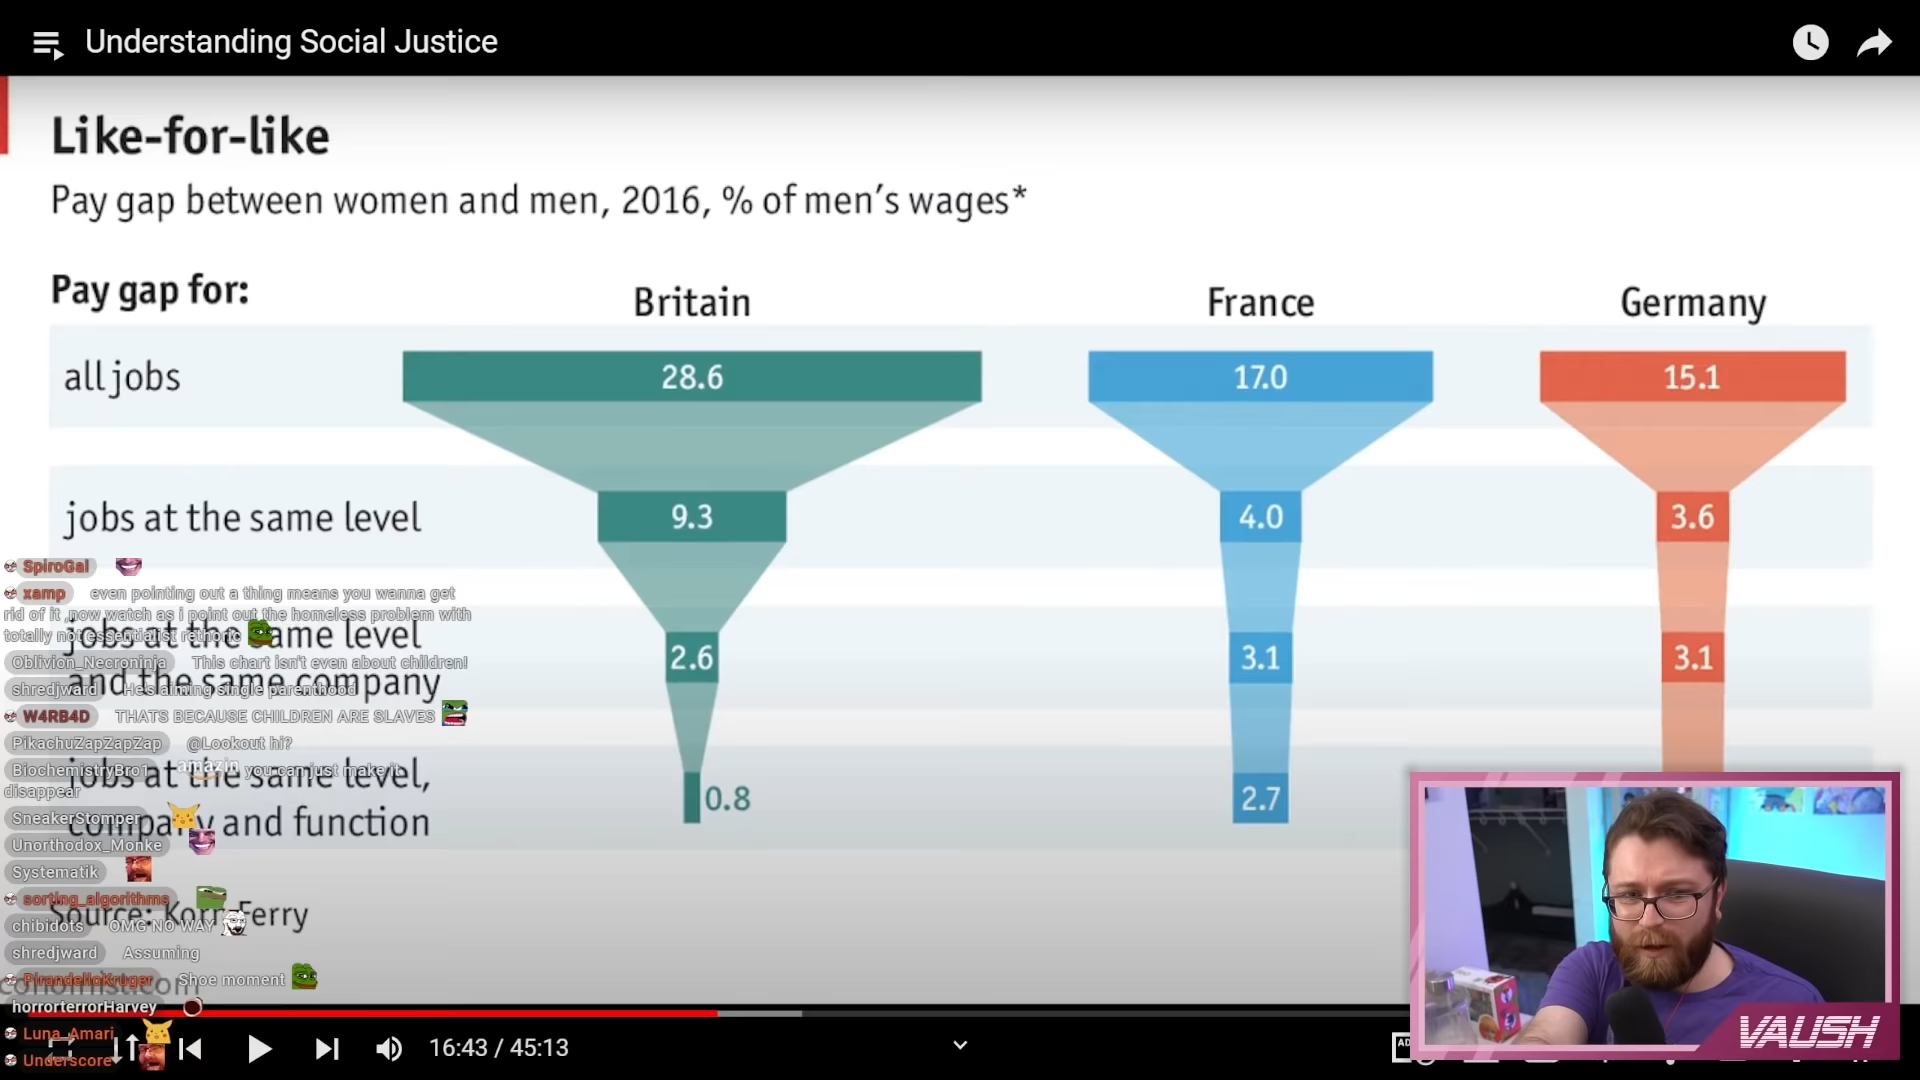 Understanding Social Justice
Like-for-like
Pay gap between women and men, 2016, % of men's wages*
Pay gap for:
Britain
France
Germany
all jobs
28.6
17.0
15.1
jobs at the same level
9.3
4.0
3.6
jobs at the same level
and the same company
2.6
3.1
3.1
jobs at the same level,
company and function
0.8
2.7
Source: Korn Ferry
SpiroGal
xamp even pointing out a thing means you wanna get
rid of it ,now watch as i point out the homeless problem with
totally not essentialist rethoric
Oblivion_Necroninja This chart isn't even about children!
shredjward He's aiming single parenthood
W4RB4D THATS BECAUSE CHILDREN ARE SLAVES
PikachuZapZapZap @Lookout hi?
BiochemistryBro1 amazin you can just make it
disappear
SneakerStomper
Unorthodox_Monke
Systematik
sorting_algorithms
chibidots OMG NO WAY
shredjward Assuming
PirandelloKruger Shoe moment
horrorterrorHarvey
Luna_Amari
Underscore
conomist.com
16:43 / 45:13
VAUSH